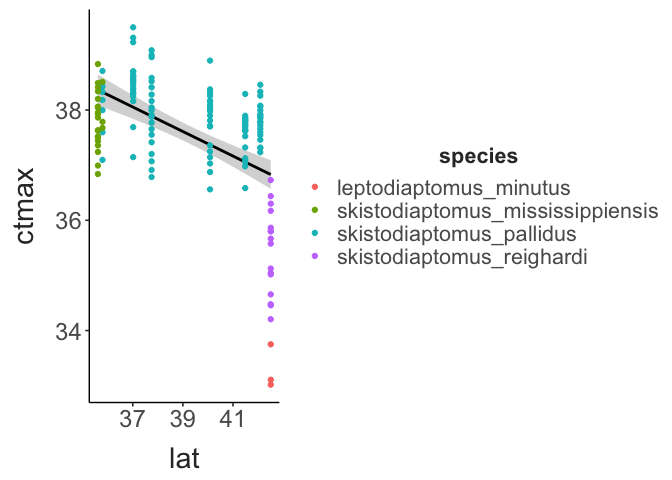 38
36
34
ctmax
37 39 41
lat
species
leptodiaptomus_minutus
skistodiaptomus_mississippiensis
skistodiaptomus_pallidus
skistodiaptomus_reighardi